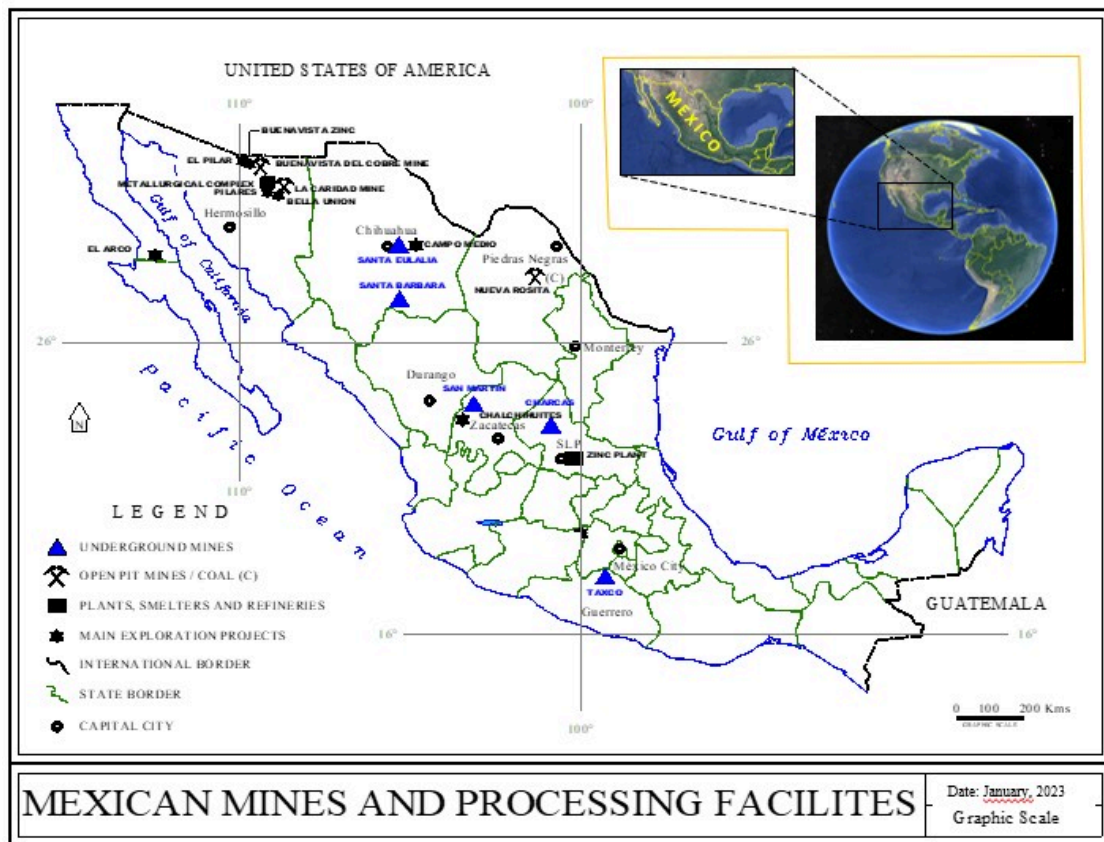 UNITED STATES OF AMERICA
MEXICO
110°
100°
BUENAVISTA ZINC
EL PILAR
BUENAVISTA DEL COBRE MINE
METALLURGICAL COMPLEX
LA CARIDAD MINE
PILARES
BELLA UNION
Hermosillo
Gulf of California
EL ARCO
Chihuahua
CAMPO MEDIO
SANTA EULALIA
Piedras Negras
(C)
NUEVA ROSITA
SANTA BARBARA
26°
Monterrey
26°
Durango
SAN MARTIN
CHARCAS
CHALCHIHUITES
Zacatecas
SLP
ZINC PLANT
N
Pacific Ocean
Gulf of México
110°
LEGEND
UNDERGROUND MINES
OPEN PIT MINES / COAL (C)
PLANTS, SMELTERS AND REFINERIES
MAIN EXPLORATION PROJECTS
INTERNATIONAL BORDER
STATE BORDER
CAPITAL CITY
México City
TAXCO
Guerrero
GUATEMALA
16°
16°
100°
0 100 200 Kms
GRAPHIC SCALE
MEXICAN MINES AND PROCESSING FACILITES
Date: January, 2023
Graphic Scale